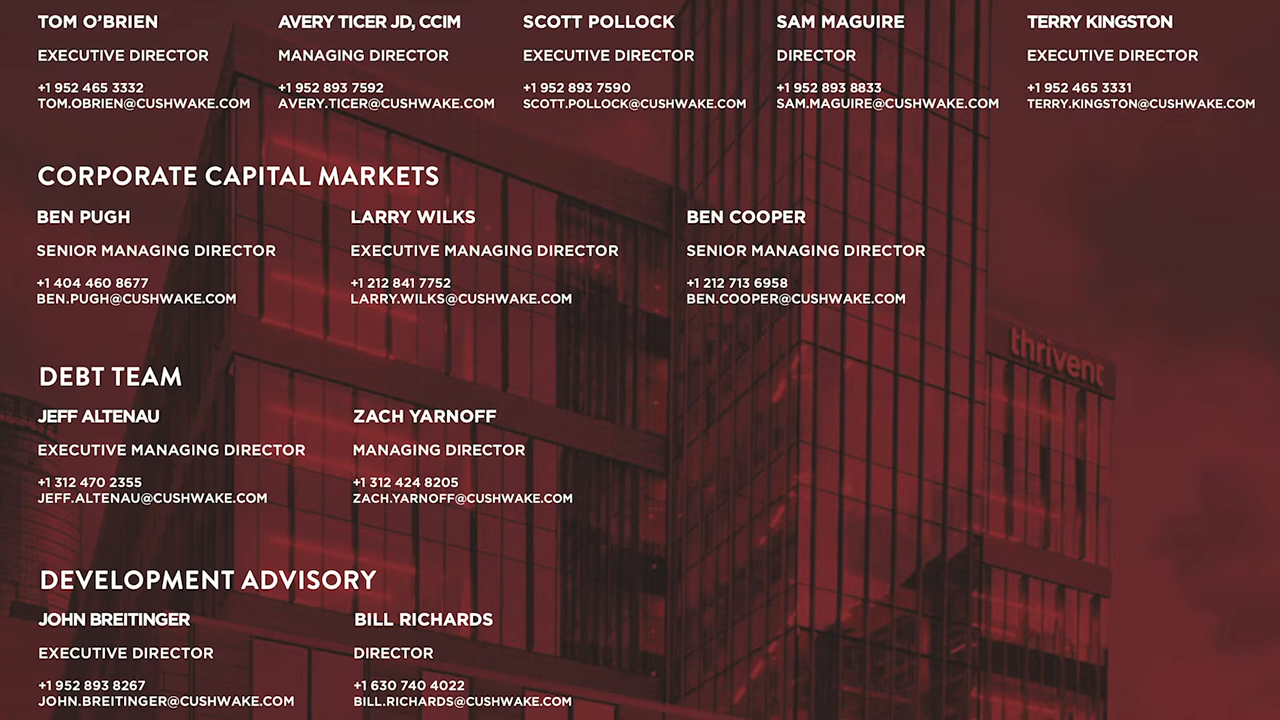 TOM O'BRIEN
EXECUTIVE DIRECTOR
+1 952 465 3332
TOM.OBRIEN@CUSHWAKE.COM
AVERY TICER JD, CCIM
MANAGING DIRECTOR
+1 952 893 7592
AVERY.TICER@CUSHWAKE.COM
SCOTT POLLOCK
EXECUTIVE DIRECTOR
+1 952 893 7590
SCOTT.POLLOCK@CUSHWAKE.COM
SAM MAGUIRE
DIRECTOR
+1 952 893 8833
SAM.MAGUIRE@CUSHWAKE.COM
TERRY KINGSTON
EXECUTIVE DIRECTOR
+1 952 465 3331
TERRY.KINGSTON@CUSHWAKE.COM
CORPORATE CAPITAL MARKETS
BEN PUGH
SENIOR MANAGING DIRECTOR
+1 404 460 8677
BEN.PUGH@CUSHWAKE.COM
LARRY WILKS
EXECUTIVE MANAGING DIRECTOR
+1 212 841 7752
LARRY.WILKS@CUSHWAKE.COM
BEN COOPER
SENIOR MANAGING DIRECTOR
+1 212 713 6958
BEN.COOPER@CUSHWAKE.COM
thrivent
DEBT TEAM
JEFF ALTENAU
EXECUTIVE MANAGING DIRECTOR
+1 312 470 2355
JEFF.ALTENAU@CUSHWAKE.COM
ZACH YARNOFF
MANAGING DIRECTOR
+1 312 424 8205
ZACH.YARNOFF@CUSHWAKE.COM
DEVELOPMENT ADVISORY
JOHN BREITINGER
EXECUTIVE DIRECTOR
+1 952 893 8267
JOHN.BREITINGER@CUSHWAKE.COM
BILL RICHARDS
DIRECTOR
+1 630 740 4022
BILL.RICHARDS@CUSHWAKE.COM